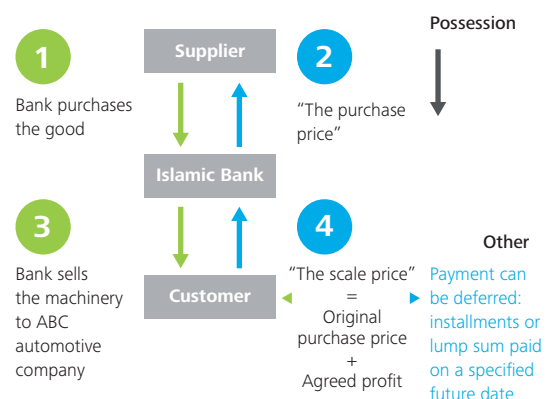 Possession
1
Supplier
2
Bank purchases
the good
"The purchase
price"
Islamic Bank
3
4
Other
Bank sells
the machinery
to ABC
automotive
company
Customer
“The scale price”
=
Original
purchase price
+
Agreed profit
Payment can
be deferred:
installments or
lump sum paid
on a specified
future date